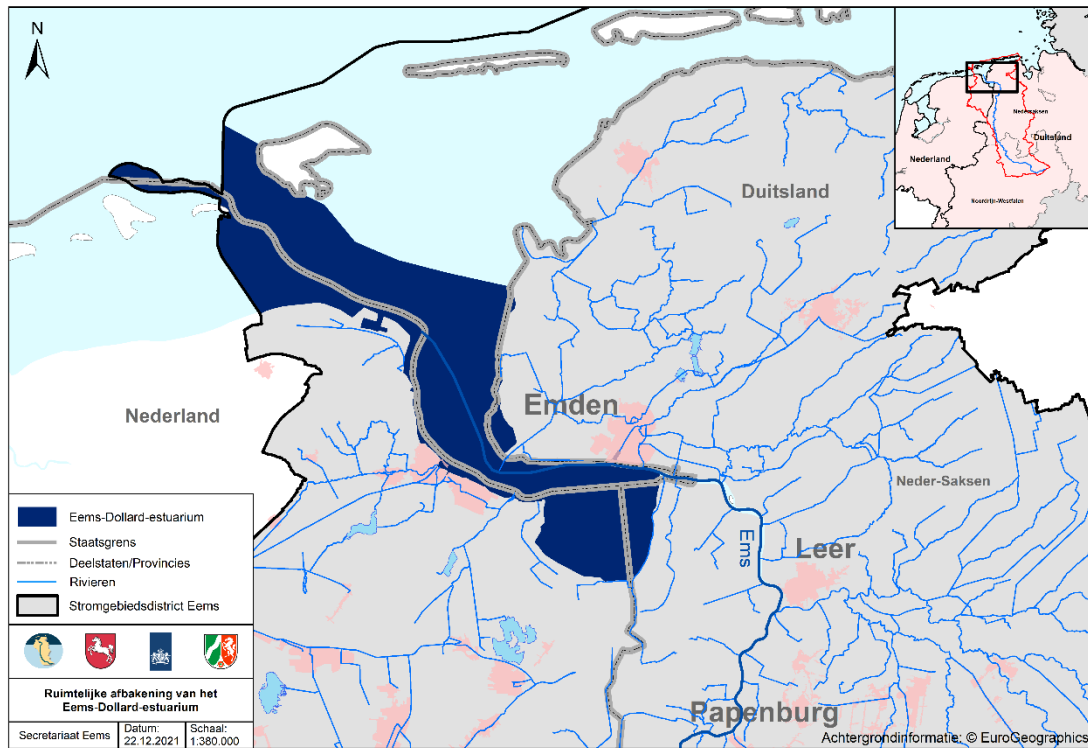 N
Nedersaksen
Duitsland
Nederland
Noordrijn-Westfalen
Duitsland
Nederland
Emden
Neder-Saksen
Ems
Leer
Papenburg
Eems-Dollard-estuarium
Staatsgrens
Deelstaten/Provincies
Rivieren
Stromgebiedsdistrict Eems
Ruimtelijke afbakening van het
Eems-Dollard-estuarium
Secretariaat Eems
Datum:
22.12.2021
Schaal:
1:380.000
Achtergrondinformatie: © EuroGeographics